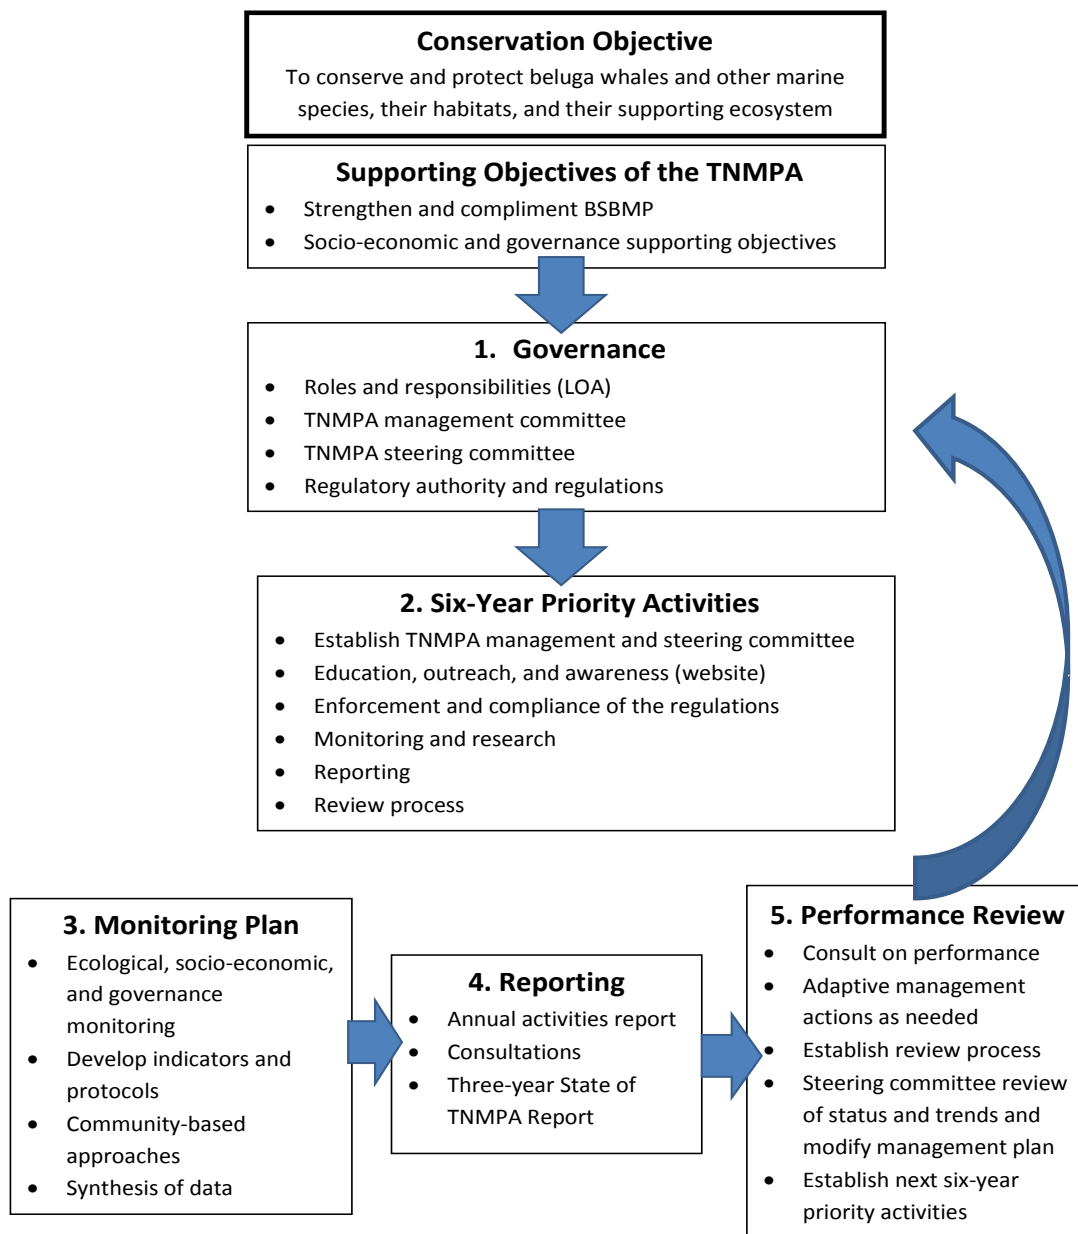 Conservation Objective
To conserve and protect beluga whales and other marine
species, their habitats, and their supporting ecosystem
Supporting Objectives of the TNMPA
• Strengthen and compliment BSBMP
• Socio-economic and governance supporting objectives
1. Governance
• Roles and responsibilities (LOA)
• TNMPA management committee
• TNMPA steering committee
• Regulatory authority and regulations
2. Six-Year Priority Activities
• Establish TNMPA management and steering committee
• Education, outreach, and awareness (website)
• Enforcement and compliance of the regulations
• Monitoring and research
• Reporting
• Review process
3. Monitoring Plan
• Ecological, socio-economic,
and governance
monitoring
• Develop indicators and
protocols
• Community-based
approaches
• Synthesis of data
4. Reporting
• Annual activities report
• Consultations
• Three-year State of
TNMPA Report
5. Performance Review
• Consult on performance
• Adaptive management
actions as needed
• Establish review process
• Steering committee review
of status and trends and
modify management plan
• Establish next six-year
priority activities